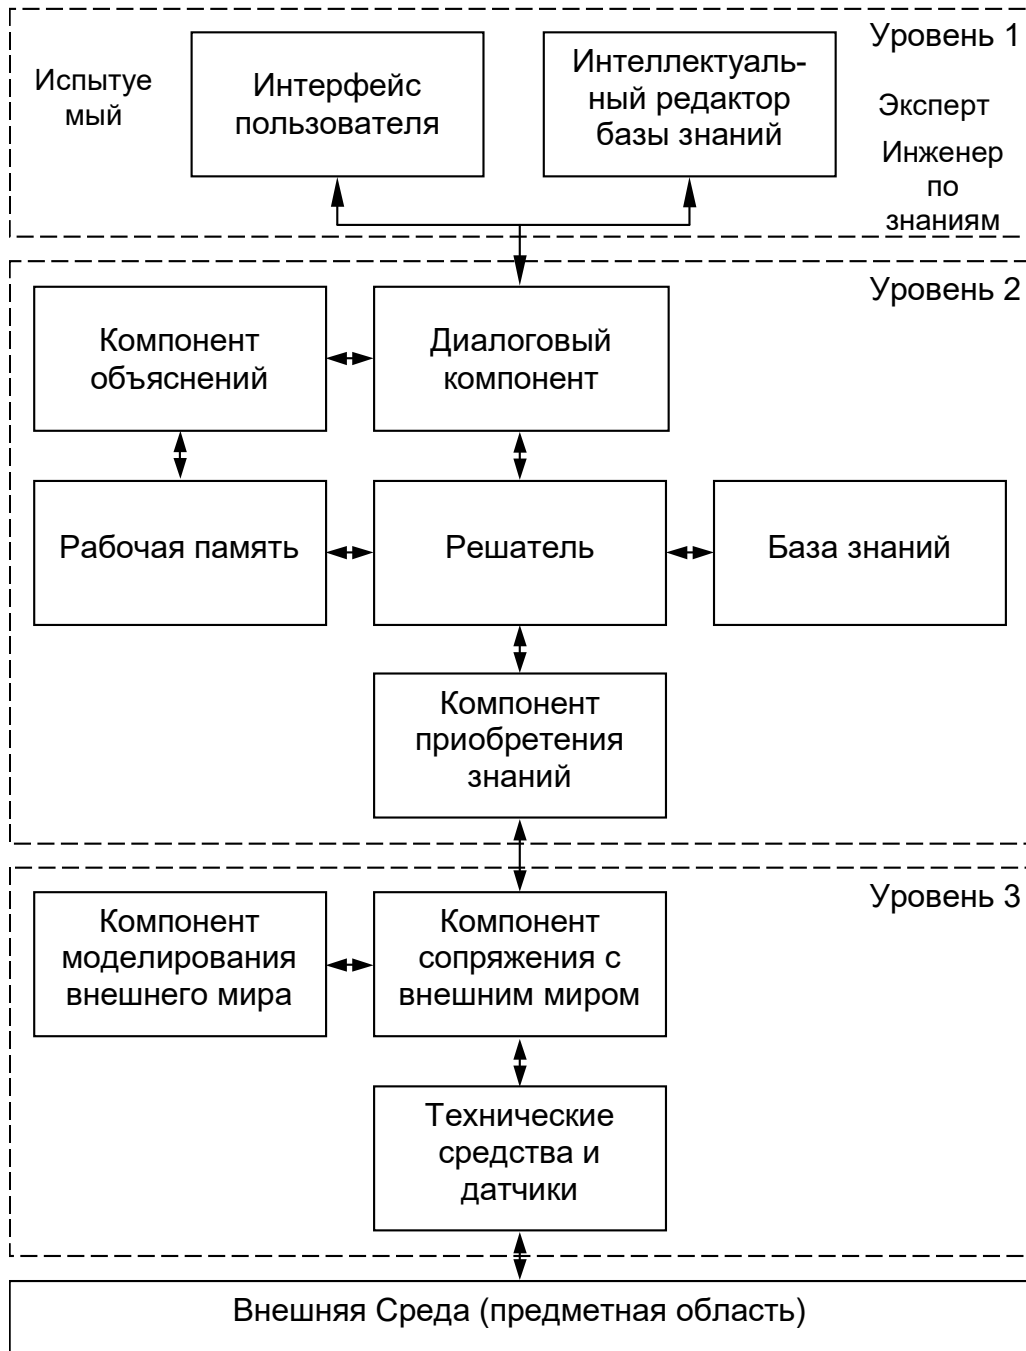 Уровень 1
Испытуе
мый
Интерфейс
пользователя
Интеллектуаль-
ный редактор
базы знаний
Эксперт
Инженер
по
знаниям
Уровень 2
Компонент
объяснений
Диалоговый
компонент
Рабочая память
Решатель
База знаний
Компонент
приобретения
знаний
Уровень 3
Компонент
моделирования
внешнего мира
Компонент
сопряжения с
внешним миром
Технические
средства и
датчики
Внешняя Среда (предметная область)